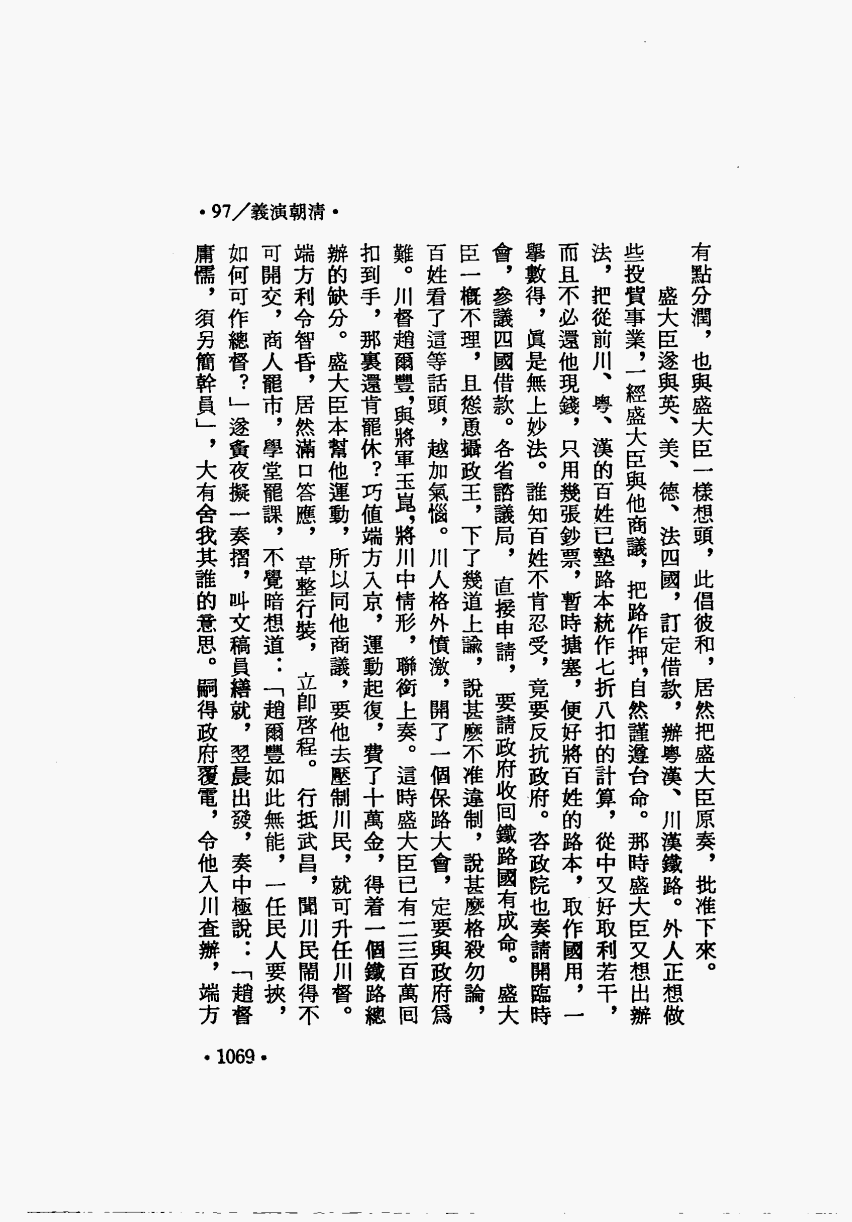 ·97／義演朝淸·
有點分潤，也與盛大臣一樣想頭，此倡彼和，居然把盛大臣原奏，批准下來。
盛大臣遂與英、美、德、法四國，訂定借款，辦粵漢、川漢鐵路。外人正想做
些投貲事業，一經盛大臣與他商議，把路作押，自然謹遵台命。那時盛大臣又想出辦
法，把從前川、粵、漢的百姓已墊路本統作七折八扣的計算，從中又好取利若干，
而且不必還他現錢，只用幾張鈔票，暫時搪塞，便好將百姓的路本，取作國用，一
舉數得，眞是無上妙法。誰知百姓不肯忍受，竟要反抗政府。咨政院也奏請開臨時
會，參議四國借款。各省諮議局，直接申請，要請政府收回鐵路國有成命。盛大
臣一槪不理，且慫恿攝政王，下了幾道上諭，說甚麼不准違制，說甚麼格殺勿論，
百姓看了這等話頭，越加氣惱。川人格外憤激，開了一個保路大會，定要與政府爲
難。川督趙爾豐，與將軍玉崑，將川中情形，聯銜上奏。這時盛大臣已有二三百萬囘
扣到手，那裏還肯罷休？巧值端方入京，運動起復，費了十萬金，得着一個鐵路總
辦的缺分。盛大臣本幫他運動，所以同他商議，要他去壓制川民，就可升任川督。
端方利令智昏，居然滿口答應，草整行裝，立卽啓程。行抵武昌，聞川民鬧得不
可開交，商人罷市，學堂罷課，不覺暗想道：「趙爾豐如此無能，一任民人要挾，
如何可作總督？」遂夤夜擬一奏摺，叫文稿員繕就，翌晨出發，奏中極說：「趙督
庸懦，須另簡幹員」，大有舍我其誰的意思。嗣得政府覆電，令他入川查辦，端方
·1069·